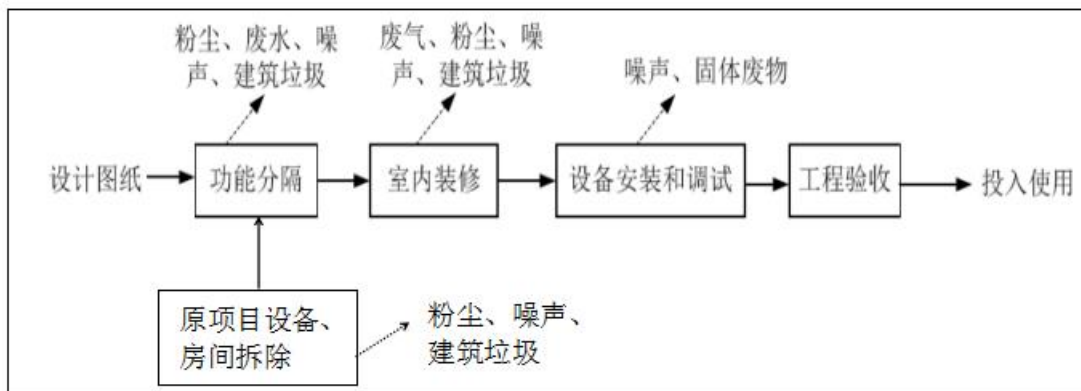 粉尘、废水、噪
声、建筑垃圾
废气、粉尘、噪
声、建筑垃圾
噪声、固体废物
设计图纸
功能分隔
室内装修
设备安装和调试
工程验收
投入使用
原项目设备、
房间拆除
粉尘、噪声、
建筑垃圾